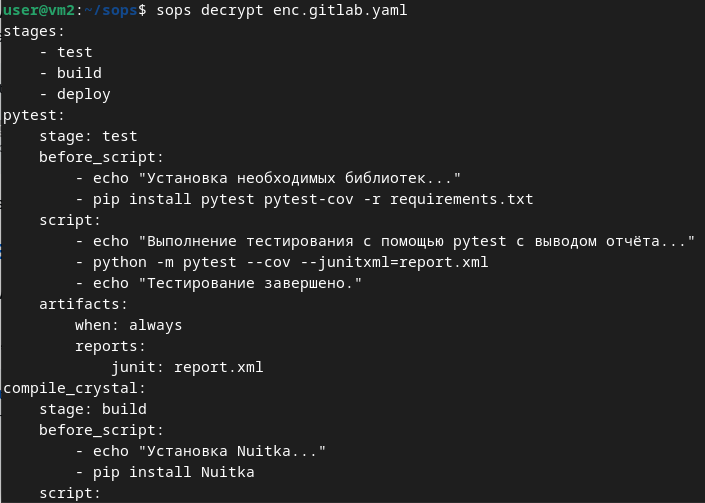 user@vm2:~/sops$ sops decrypt enc.gitlab.yaml
stages:
    - test
    - build
    - deploy
pytest:
    stage: test
    before_script:
        - echo "Установка необходимых библиотек..."
        - pip install pytest pytest-cov -r requirements.txt
    script:
        - echo "Выполнение тестирования с помощью pytest с выводом отчёта..."
        - python -m pytest --cov --junitxml=report.xml
        - echo "Тестирование завершено."
    artifacts:
        when: always
        reports:
            junit: report.xml
compile_crystal:
    stage: build
    before_script:
        - echo "Установка Nuitka..."
        - pip install Nuitka
    script: